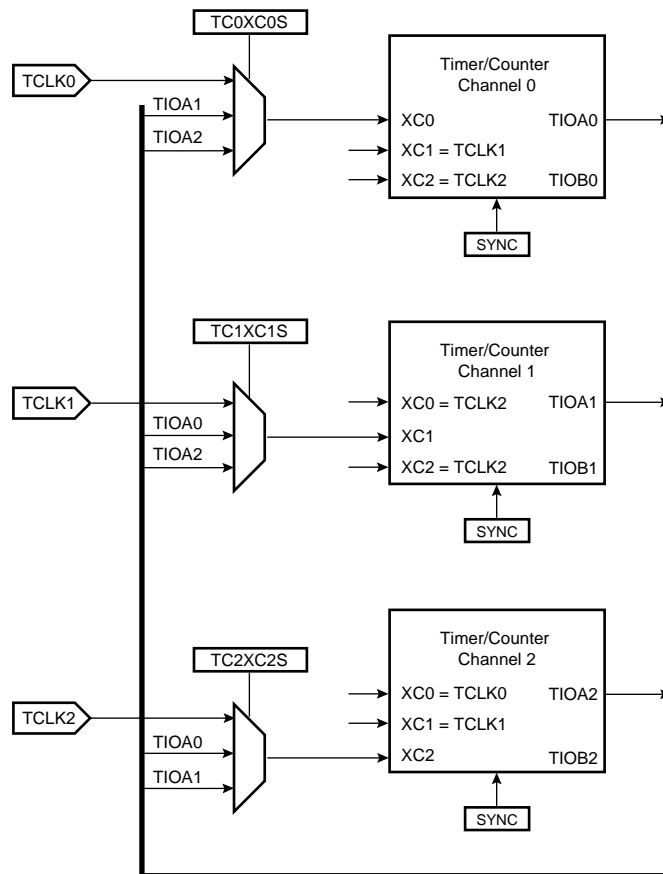 TC0XC0S
TCLK0
TIOA1
TIOA2
Timer/Counter
Channel 0
XC0
TIOA0
XC1 = TCLK1
XC2 = TCLK2
TIOB0
SYNC
TC1XC1S
TCLK1
TIOA0
TIOA2
Timer/Counter
Channel 1
XC0 = TCLK2
TIOA1
XC1
XC2 = TCLK2
TIOB1
SYNC
TC2XC2S
TCLK2
TIOA0
TIOA1
Timer/Counter
Channel 2
XC0 = TCLK0
TIOA2
XC1 = TCLK1
XC2
TIOB2
SYNC